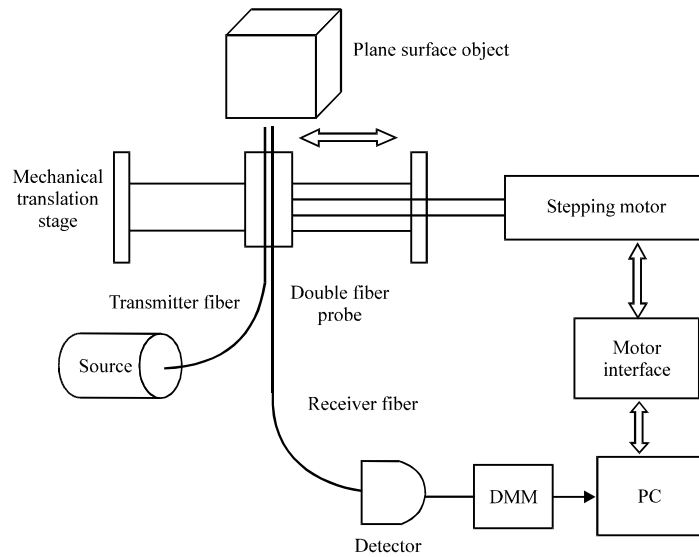 Plane surface object
Mechanical
translation
stage
Stepping motor
Transmitter fiber
Double fiber
probe
Source
Motor
interface
Receiver fiber
DMM
PC
Detector